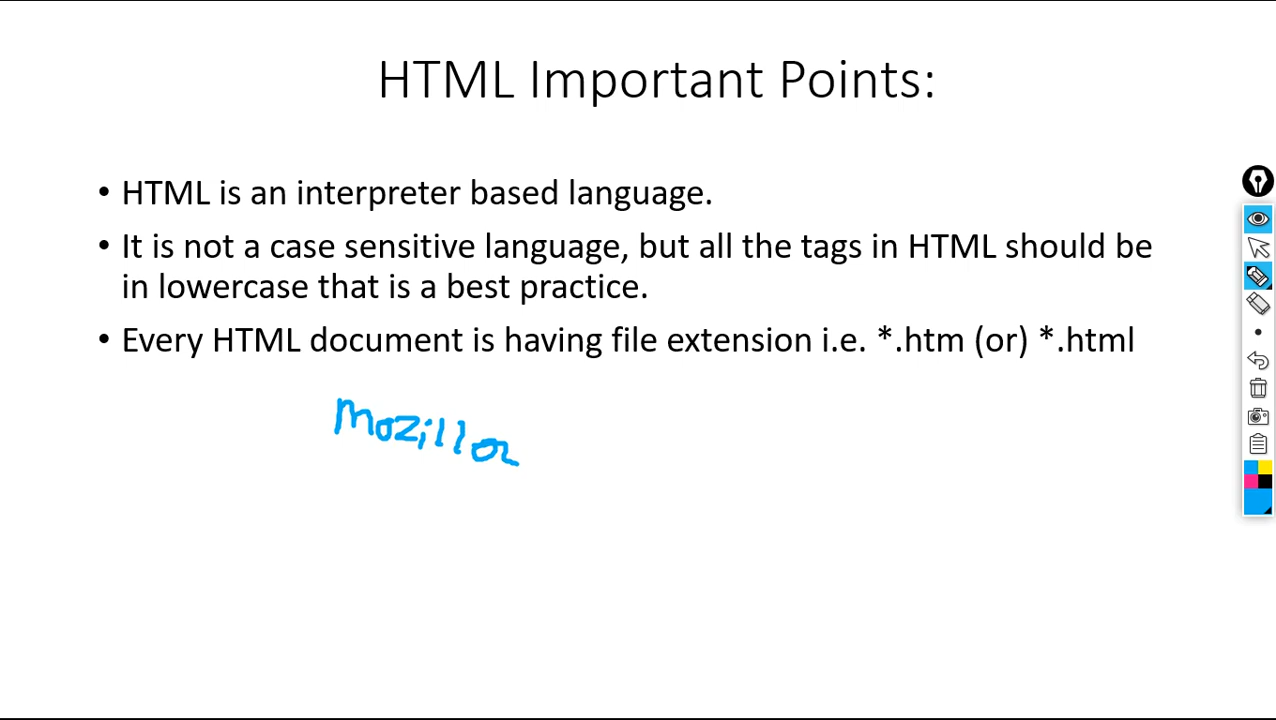 HTML Important Points:
• HTML is an interpreter based language.
• It is not a case sensitive language, but all the tags in HTML should be
in lowercase that is a best practice.
• Every HTML document is having file extension i.e. *.htm (or) *.html
mozilla